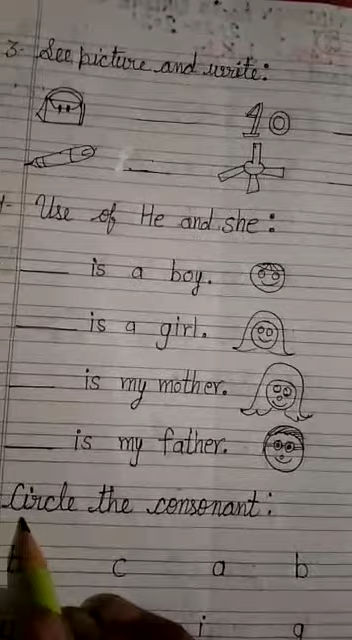 3. See picture and write:
10
Use of He and she:
is a boy.
is a girl.
is my mother.
is my father.
Circle the consonant:
c a b